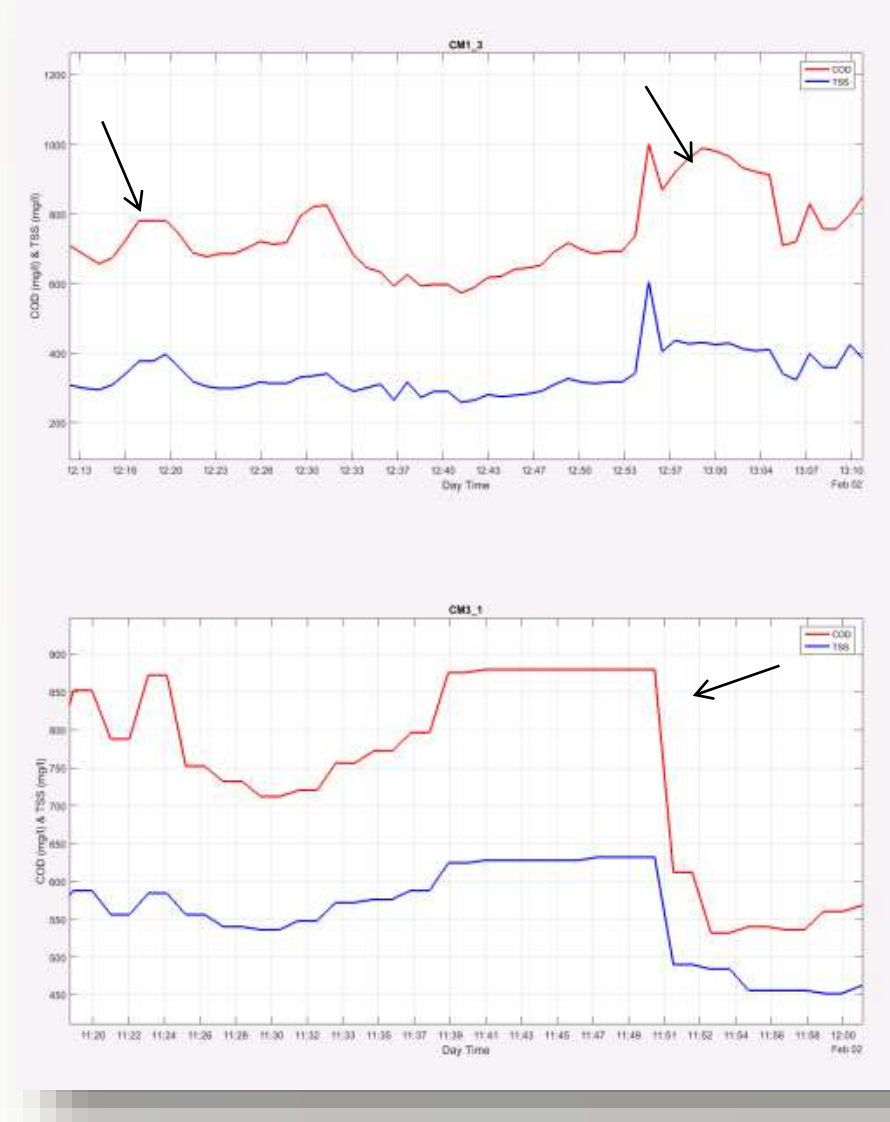 CM1_3
COD
TSS
1200
1000
800
600
400
200
COD (mg/l) & TSS (mg/l)
12:13 12:16 12:20 12:23 12:26 12:30 12:33 12:37 12:40 12:43 12:47 12:50 12:53 12:57 13:00 13:04 13:07 13:10
Day Time
Feb 02
CM3_1
COD
TSS
900
850
800
750
700
650
600
550
500
450
COD (mg/l) & TSS (mg/l)
11:20 11:22 11:24 11:26 11:28 11:30 11:32 11:33 11:35 11:37 11:39 11:41 11:43 11:45 11:47 11:49 11:51 11:52 11:54 11:56 11:58 12:00
Day Time
Feb 02